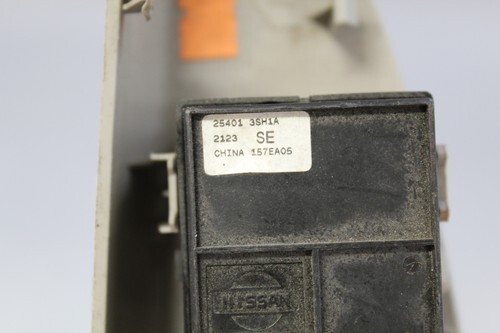 25401 3SH1A
2123 SE
CHINA 157EA05
NISSAN